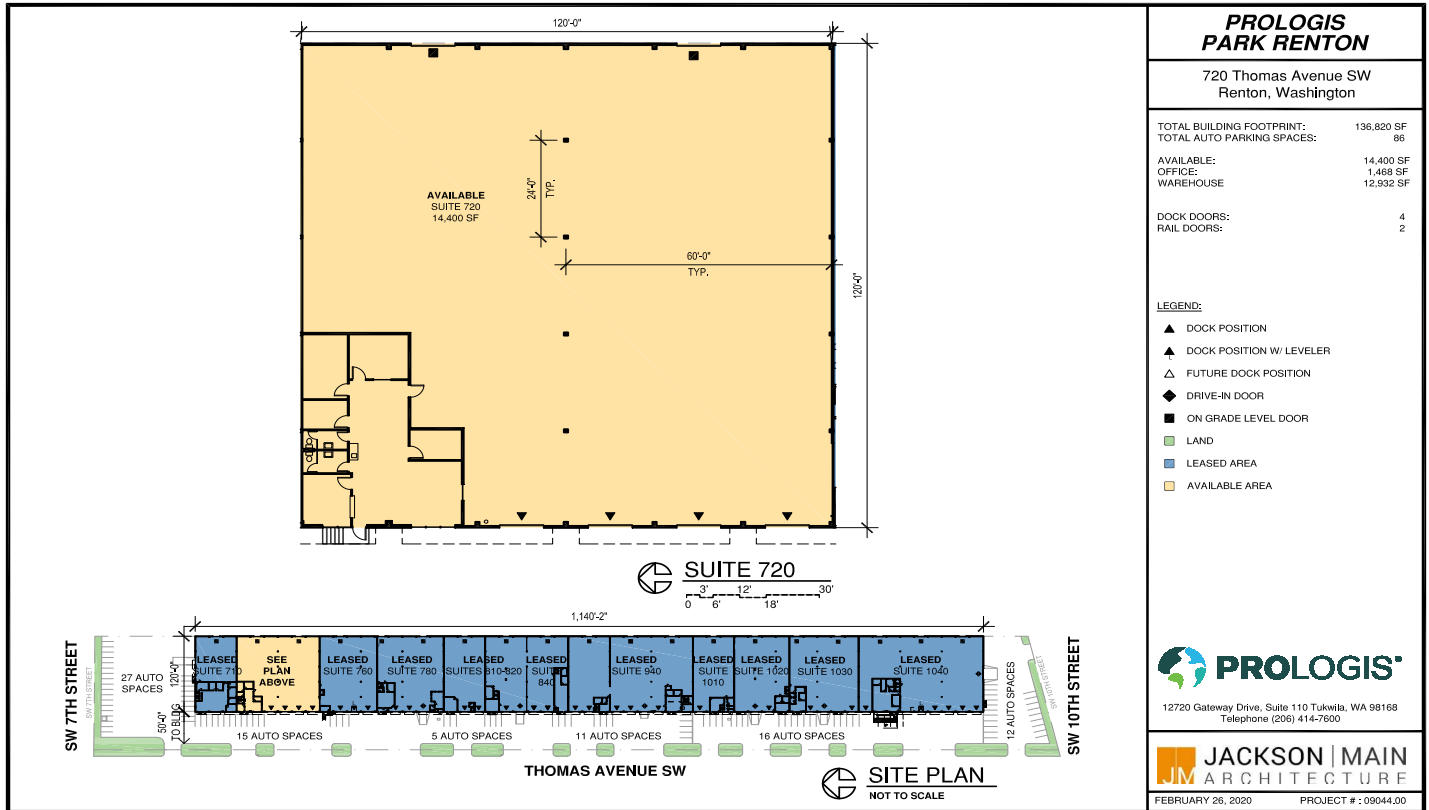 120'-0"
AVAILABLE
SUITE 720
14,400 SF
24'-0"
TYP.
60'-0"
TYP.
120'-0"
SUITE 720
3' 12' 30'
0 6' 18'
1,140'-2"
SW 7TH STREET
SW 7TH STREET
27 AUTO
SPACES
120'-0"
50'-0"
TO BLDG
LEASED
SUITE 710
SEE
PLAN
ABOVE
LEASED
SUITE 760
LEASED
SUITE 780
LEASED
SUITES 810-820
LEASED
SUITE
840
LEASED
SUITE 940
LEASED
SUITE
1010
LEASED
SUITE 1020
LEASED
SUITE 1030
LEASED
SUITE 1040
12 AUTO SPACES
SW 10TH STREET
SW 10TH STREET
15 AUTO SPACES
5 AUTO SPACES
11 AUTO SPACES
16 AUTO SPACES
THOMAS AVENUE SW
SITE PLAN
NOT TO SCALE
PROLOGIS
PARK RENTON
720 Thomas Avenue SW
Renton, Washington
TOTAL BUILDING FOOTPRINT: 136,820 SF
TOTAL AUTO PARKING SPACES: 86
AVAILABLE: 14,400 SF
OFFICE: 1,468 SF
WAREHOUSE 12,932 SF
DOCK DOORS: 4
RAIL DOORS: 2
LEGEND:
DOCK POSITION
DOCK POSITION W/ LEVELER
FUTURE DOCK POSITION
DRIVE-IN DOOR
ON GRADE LEVEL DOOR
LAND
LEASED AREA
AVAILABLE AREA
PROLOGIS
12720 Gateway Drive, Suite 110 Tukwila, WA 98168
Telephone (206) 414-7600
JM JACKSON | MAIN
ARCHITECTURE
FEBRUARY 26, 2020 PROJECT # : 09044.00